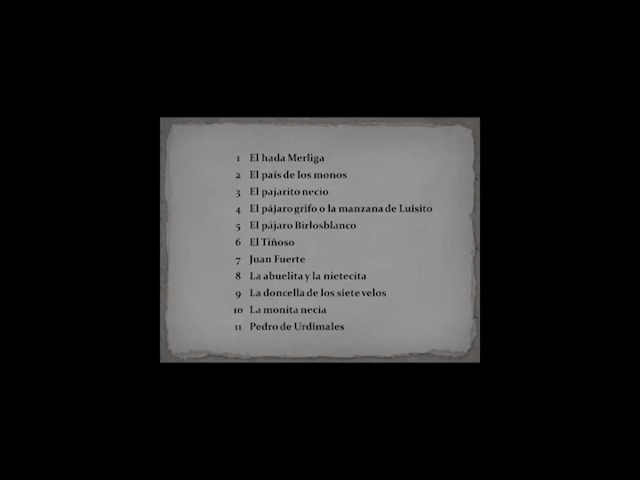 1 El hada Merliga
2 El país de los monos
3 El pajarito necio
4 El pájaro grifo o la manzana de Luisito
5 El pájaro Birlosblanco
6 El Tiñoso
7 Juan Fuerte
8 La abuelita y la nietecita
9 La doncella de los siete velos
10 La monita necia
11 Pedro de Urdimales